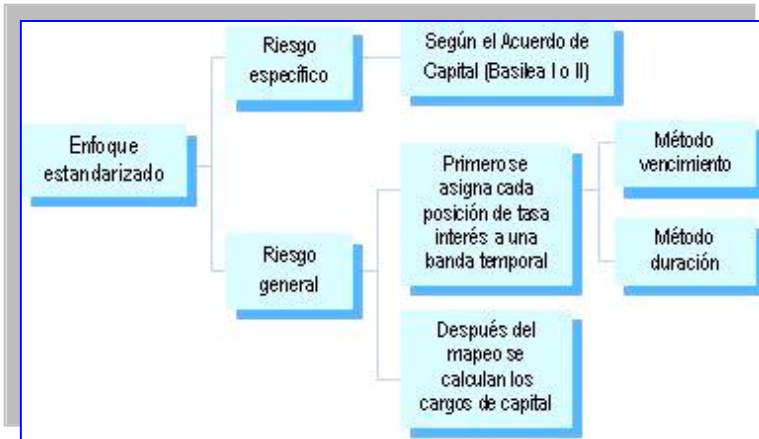 Enfoque
estandarizado
Riesgo
específico
Según el Acuerdo de
Capital (Basilea I o II)
Riesgo
general
Primero se
asigna cada
posición de tasa
interés a una
banda temporal
Método
vencimiento
Método
duración
Después del
mapeo se
calculan los
cargos de capital